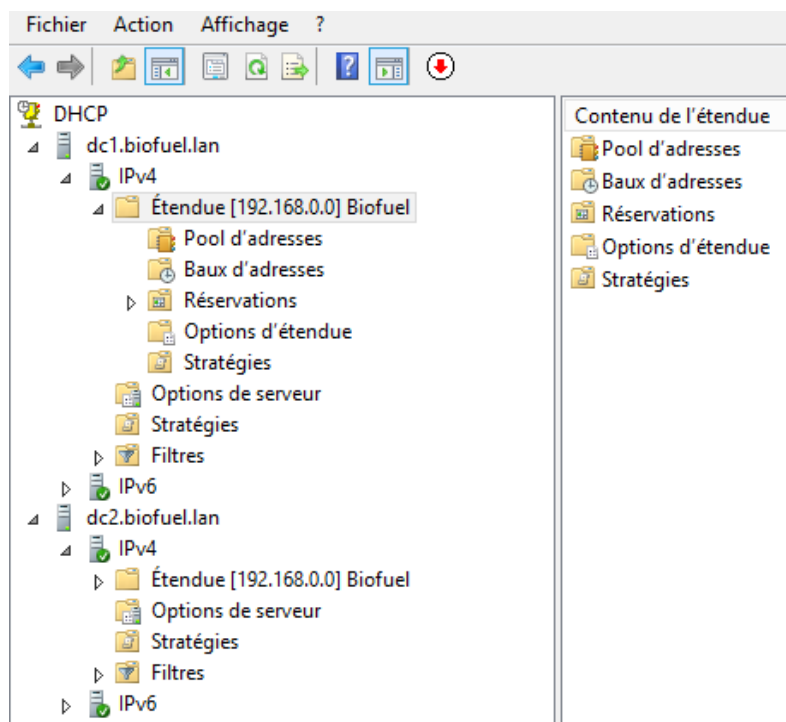 Fichier Action Affichage ?
DHCP
dc1.biofuel.lan
IPv4
Étendue [192.168.0.0] Biofuel
Pool d'adresses
Baux d'adresses
Réservations
Options d'étendue
Stratégies
Options de serveur
Stratégies
Filtres
IPv6
dc2.biofuel.lan
IPv4
Étendue [192.168.0.0] Biofuel
Options de serveur
Stratégies
Filtres
IPv6
Contenu de l'étendue
Pool d'adresses
Baux d'adresses
Réservations
Options d'étendue
Stratégies